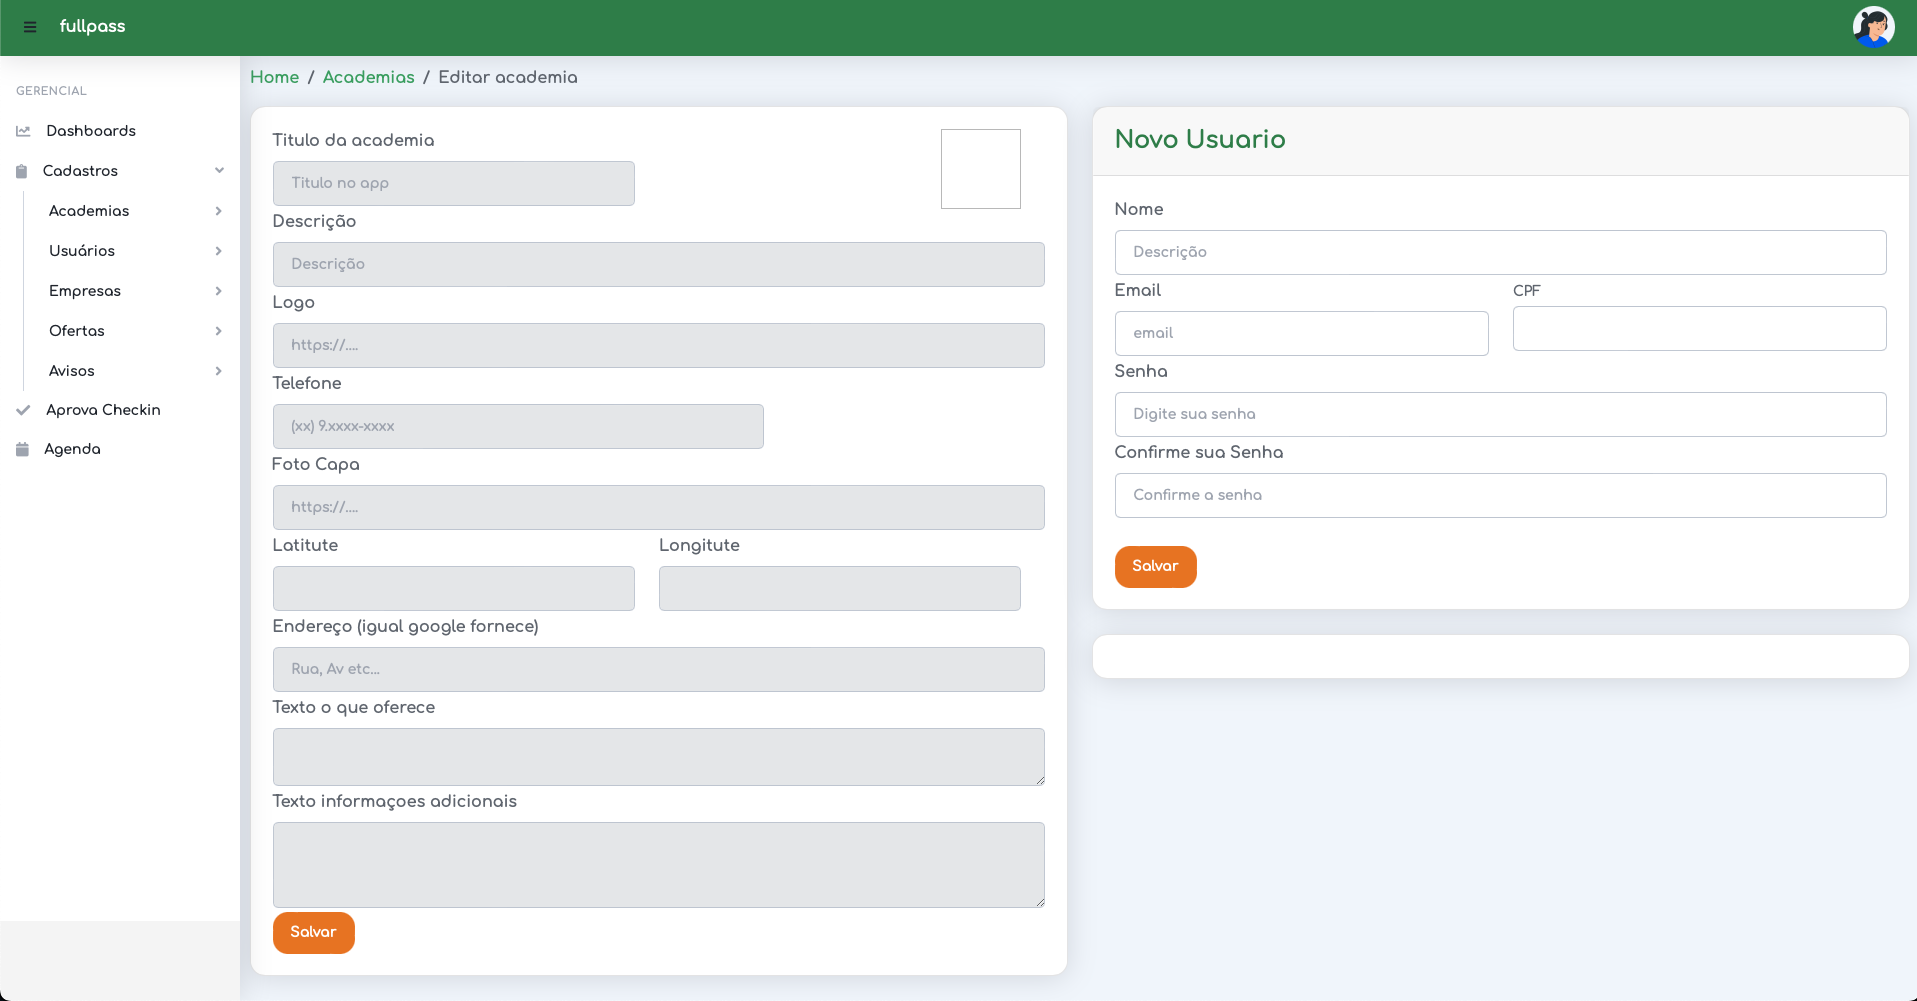 fullpass
GERENCIAL
Dashboards
Cadastros
Academias
Usuários
Empresas
Ofertas
Avisos
Aprova Checkin
Agenda
Home / Academias / Editar academia
Titulo da academia
Titulo no app
Descrição
Descrição
Logo
https://....
Telefone
(xx) 9.xxxx-xxxx
Foto Capa
https://....
Latitute Longitute
Endereço (igual google fornece)
Rua, Av etc...
Texto o que oferece
Texto informaçoes adicionais
Salvar
Novo Usuario
Nome
Descrição
Email CPF
email
Senha
Digite sua senha
Confirme sua Senha
Confirme a senha
Salvar